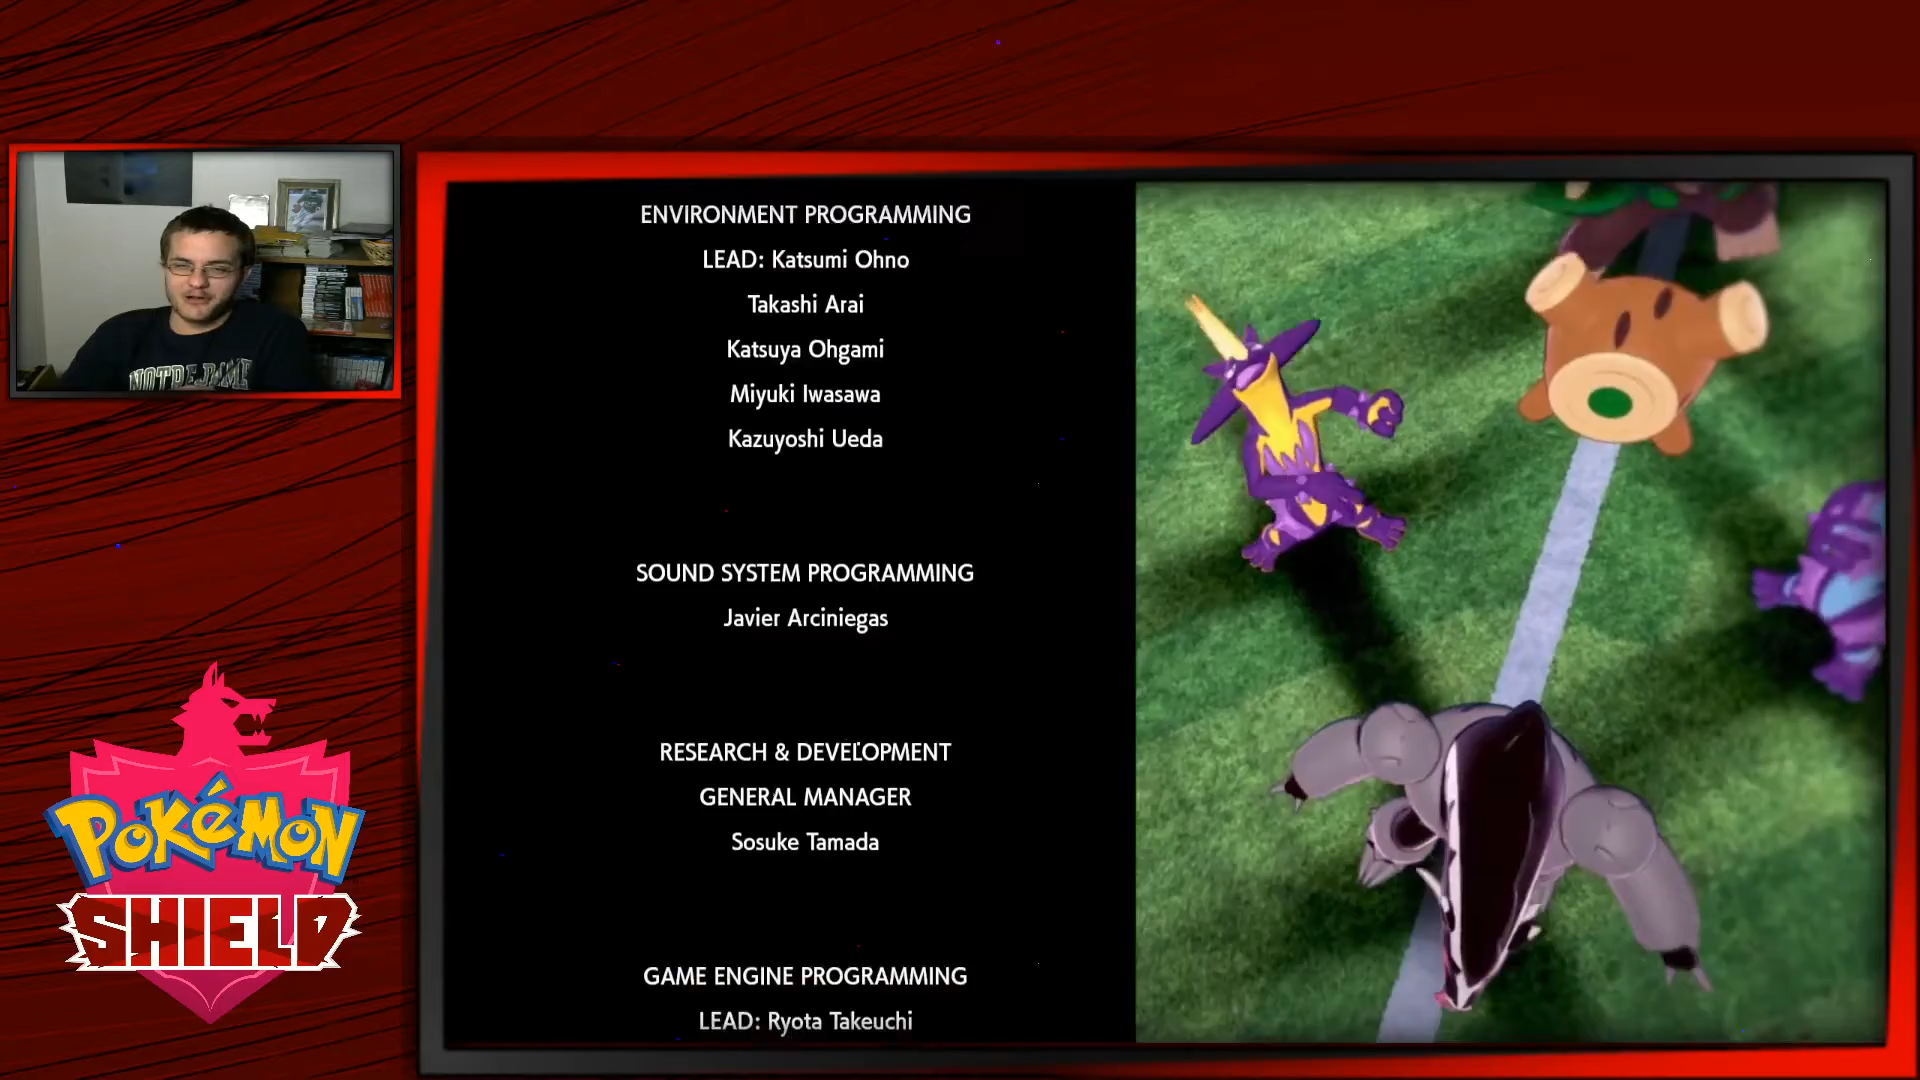 ENVIRONMENT PROGRAMMING
LEAD: Katsumi Ohno
Takashi Arai
Katsuya Ohgami
Miyuki Iwasawa
Kazuyoshi Ueda
SOUND SYSTEM PROGRAMMING
Javier Arciniegas
RESEARCH & DEVELOPMENT
GENERAL MANAGER
Sosuke Tamada
GAME ENGINE PROGRAMMING
LEAD: Ryota Takeuchi
NOTRE DAME
POKéMON
SHIELD